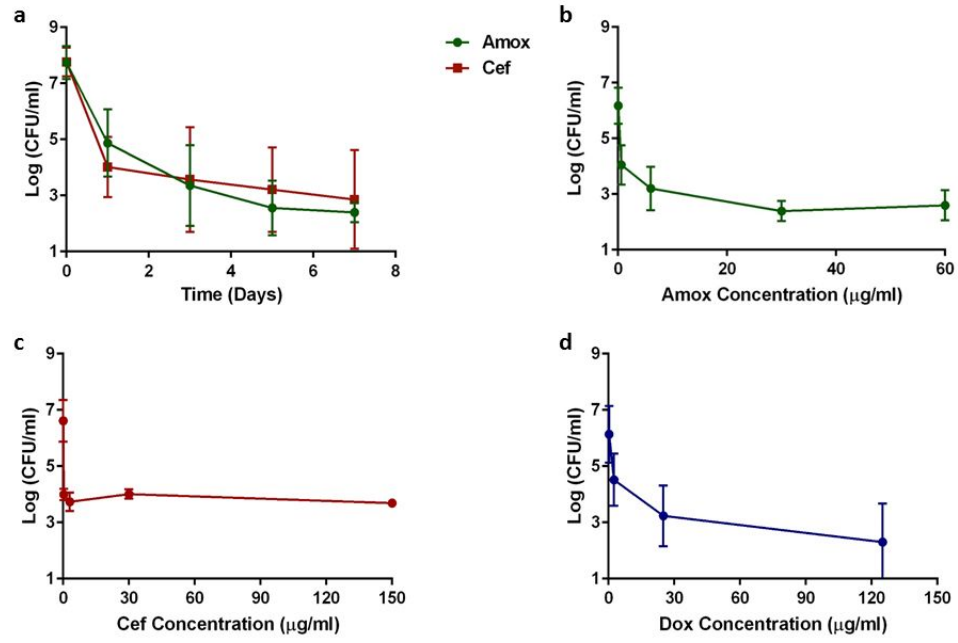 a
9
7
5
3
1
Log (CFU/ml)
0 2 4 6 8
Time (Days)
Amox
Cef
b
9
7
5
3
1
Log (CFU/ml)
0 20 40 60
Amox Concentration (μg/ml)
c
9
7
5
3
1
Log (CFU/ml)
0 30 60 90 120 150
Cef Concentration (μg/ml)
d
9
7
5
3
1
Log (CFU/ml)
0 30 60 90 120 150
Dox Concentration (μg/ml)